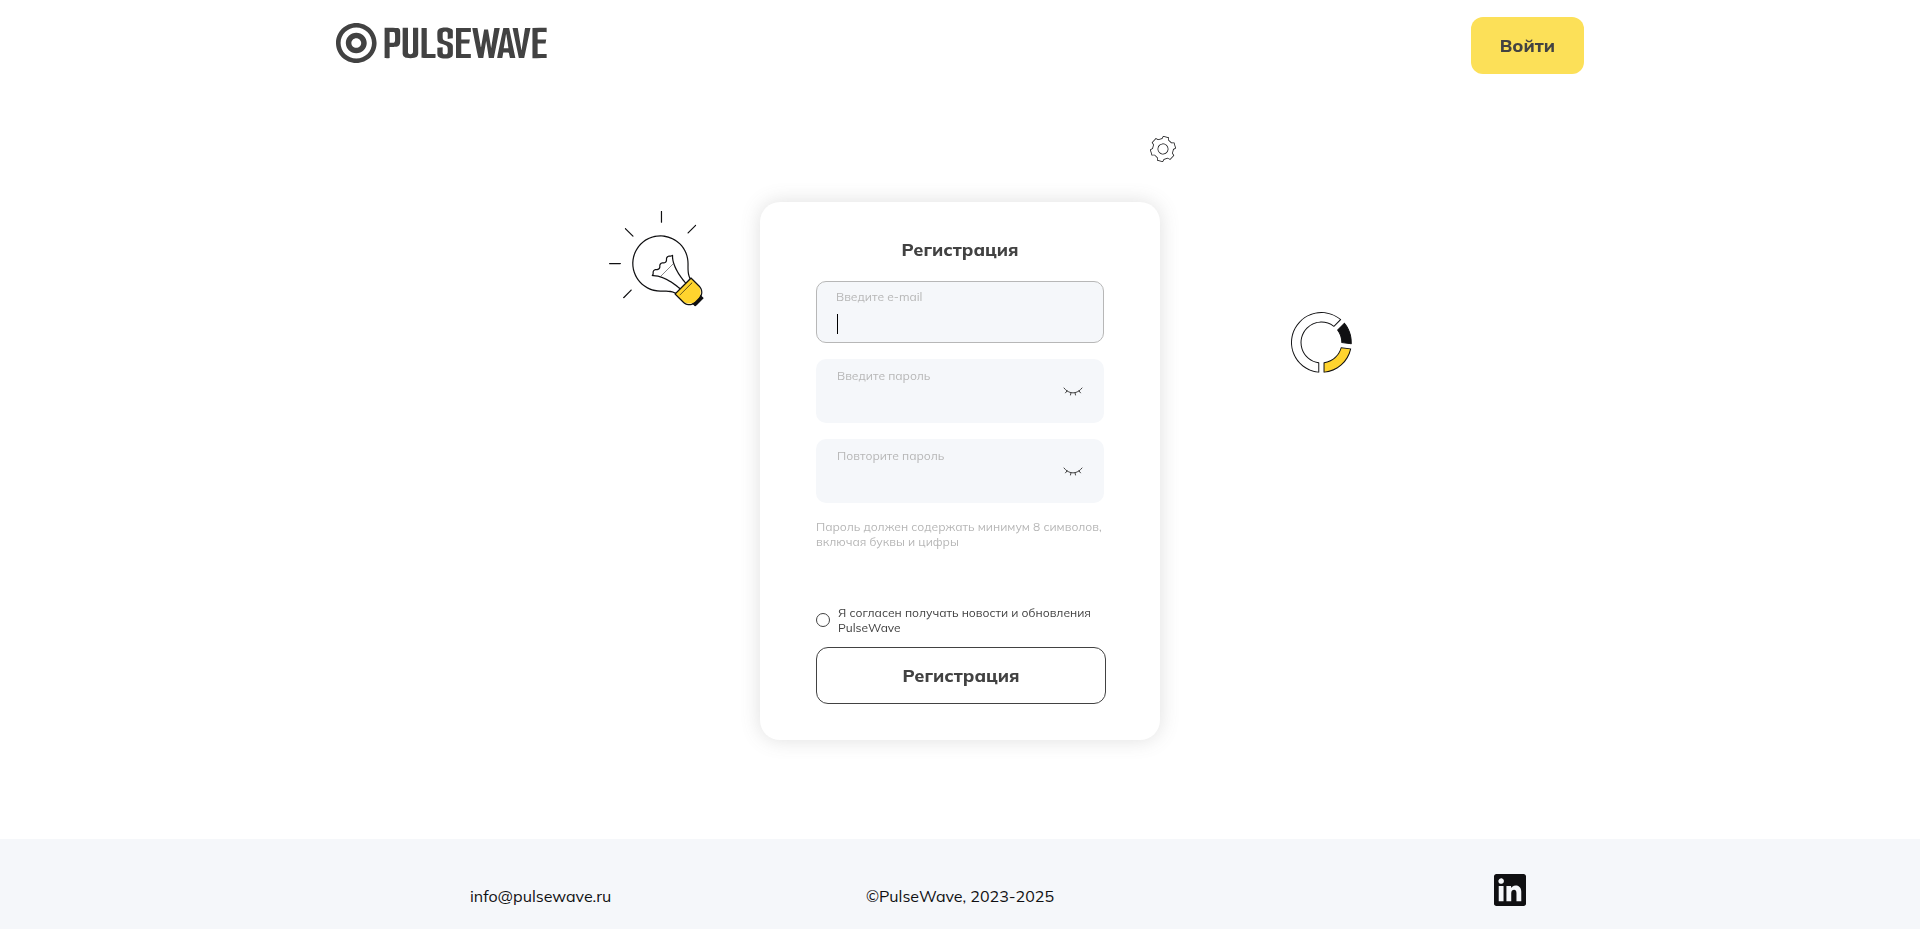 PULSEWAVE
Войти
Регистрация
Введите e-mail
Введите пароль
Повторите пароль
Пароль должен содержать минимум 8 символов,
включая буквы и цифры
Я согласен получать новости и обновления
PulseWave
Регистрация
info@pulsewave.ru
©PulseWave, 2023-2025
in